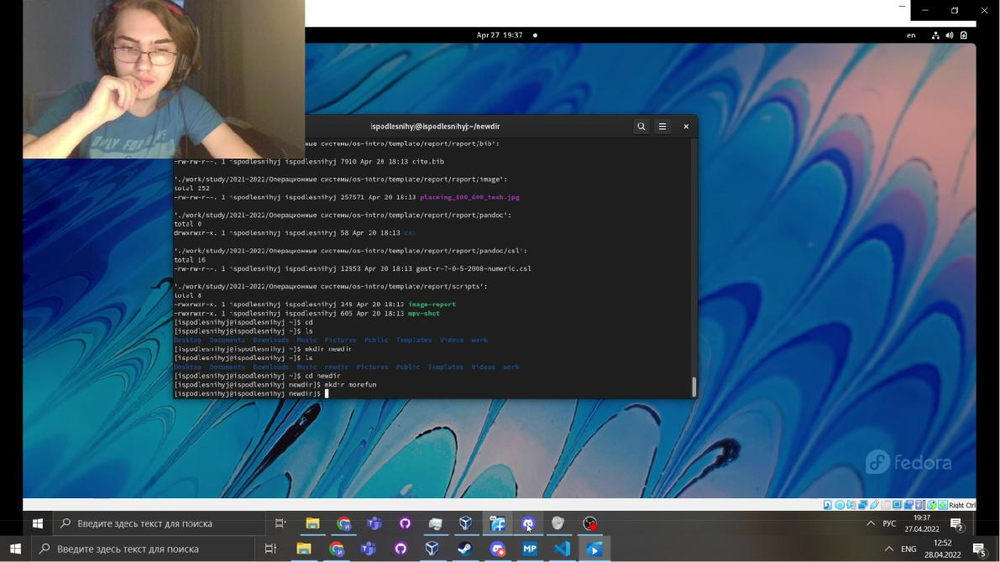 Apr 27 19:37
en
ispodlesnihyj@ispodlesnihyj:~/newdir
ные системы/os-intro/template/report/report/bib':
-rw-rw-r--. 1 ispodlesnihyj ispodlesnihyj 7910 Apr 20 18:13 cite.bib
'./work/study/2021-2022/Операционные системы/os-intro/template/report/report/image':
total 252
-rw-rw-r--. 1 ispodlesnihyj ispodlesnihyj 257571 Apr 20 18:13 placeing_800_600_tech.jpg
'./work/study/2021-2022/Операционные системы/os-intro/template/report/report/pandoc':
total 0
drwxrwxr-x. 1 ispodlesnihyj ispodlesnihyj 58 Apr 20 18:13 csl
'./work/study/2021-2022/Операционные системы/os-intro/template/report/report/pandoc/csl':
total 16
-rw-rw-r--. 1 ispodlesnihyj ispodlesnihyj 12953 Apr 20 18:13 gost-r-7-0-5-2008-numeric.csl
'./work/study/2021-2022/Операционные системы/os-intro/template/report/report/scripts':
total 8
-rwxrwxr-x. 1 ispodlesnihyj ispodlesnihyj 348 Apr 20 18:13 image-report
-rwxrwxr-x. 1 ispodlesnihyj ispodlesnihyj 605 Apr 20 18:13 mpv-shot
[ispodlesnihyj@ispodlesnihyj ~]$ cd
[ispodlesnihyj@ispodlesnihyj ~]$ ls
Desktop Documents Downloads Music Pictures Public Templates Videos work
[ispodlesnihyj@ispodlesnihyj ~]$ mkdir newdir
[ispodlesnihyj@ispodlesnihyj ~]$ ls
Desktop Documents Downloads Music newdir Pictures Public Templates Videos work
[ispodlesnihyj@ispodlesnihyj ~]$ cd newdir
[ispodlesnihyj@ispodlesnihyj newdir]$ mkdir morefun
[ispodlesnihyj@ispodlesnihyj newdir]$
fedora
Right Ctrl
Введите здесь текст для поиска
РУС
19:37
27.04.2022
2
Введите здесь текст для поиска
MP
ENG
12:52
28.04.2022
5